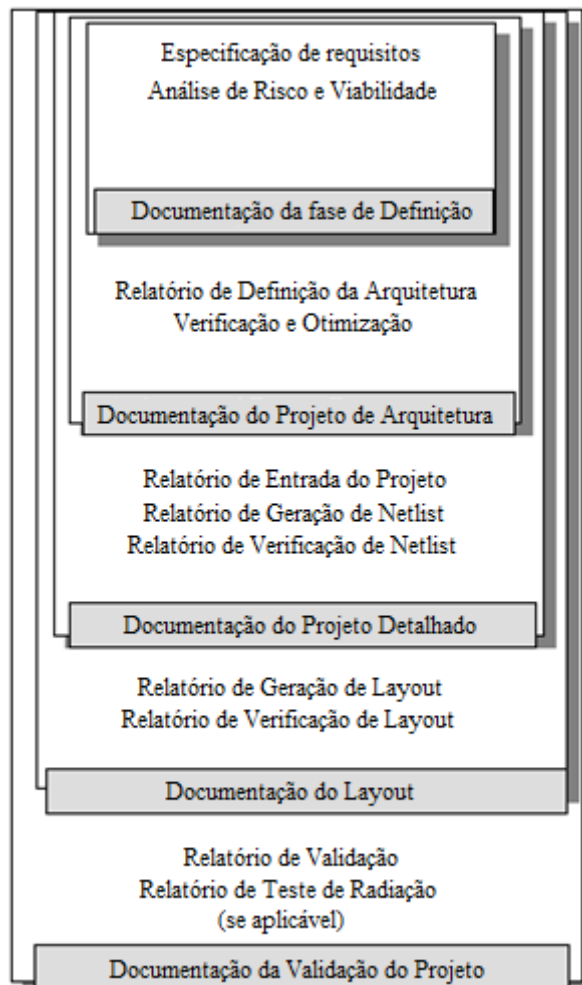 Especificação de requisitos
Análise de Risco e Viabilidade
Documentação da fase de Definição
Relatório de Definição da Arquitetura
Verificação e Otimização
Documentação do Projeto de Arquitetura
Relatório de Entrada do Projeto
Relatório de Geração de Netlist
Relatório de Verificação de Netlist
Documentação do Projeto Detalhado
Relatório de Geração de Layout
Relatório de Verificação de Layout
Documentação do Layout
Relatório de Validação
Relatório de Teste de Radiação
(se aplicável)
Documentação da Validação do Projeto